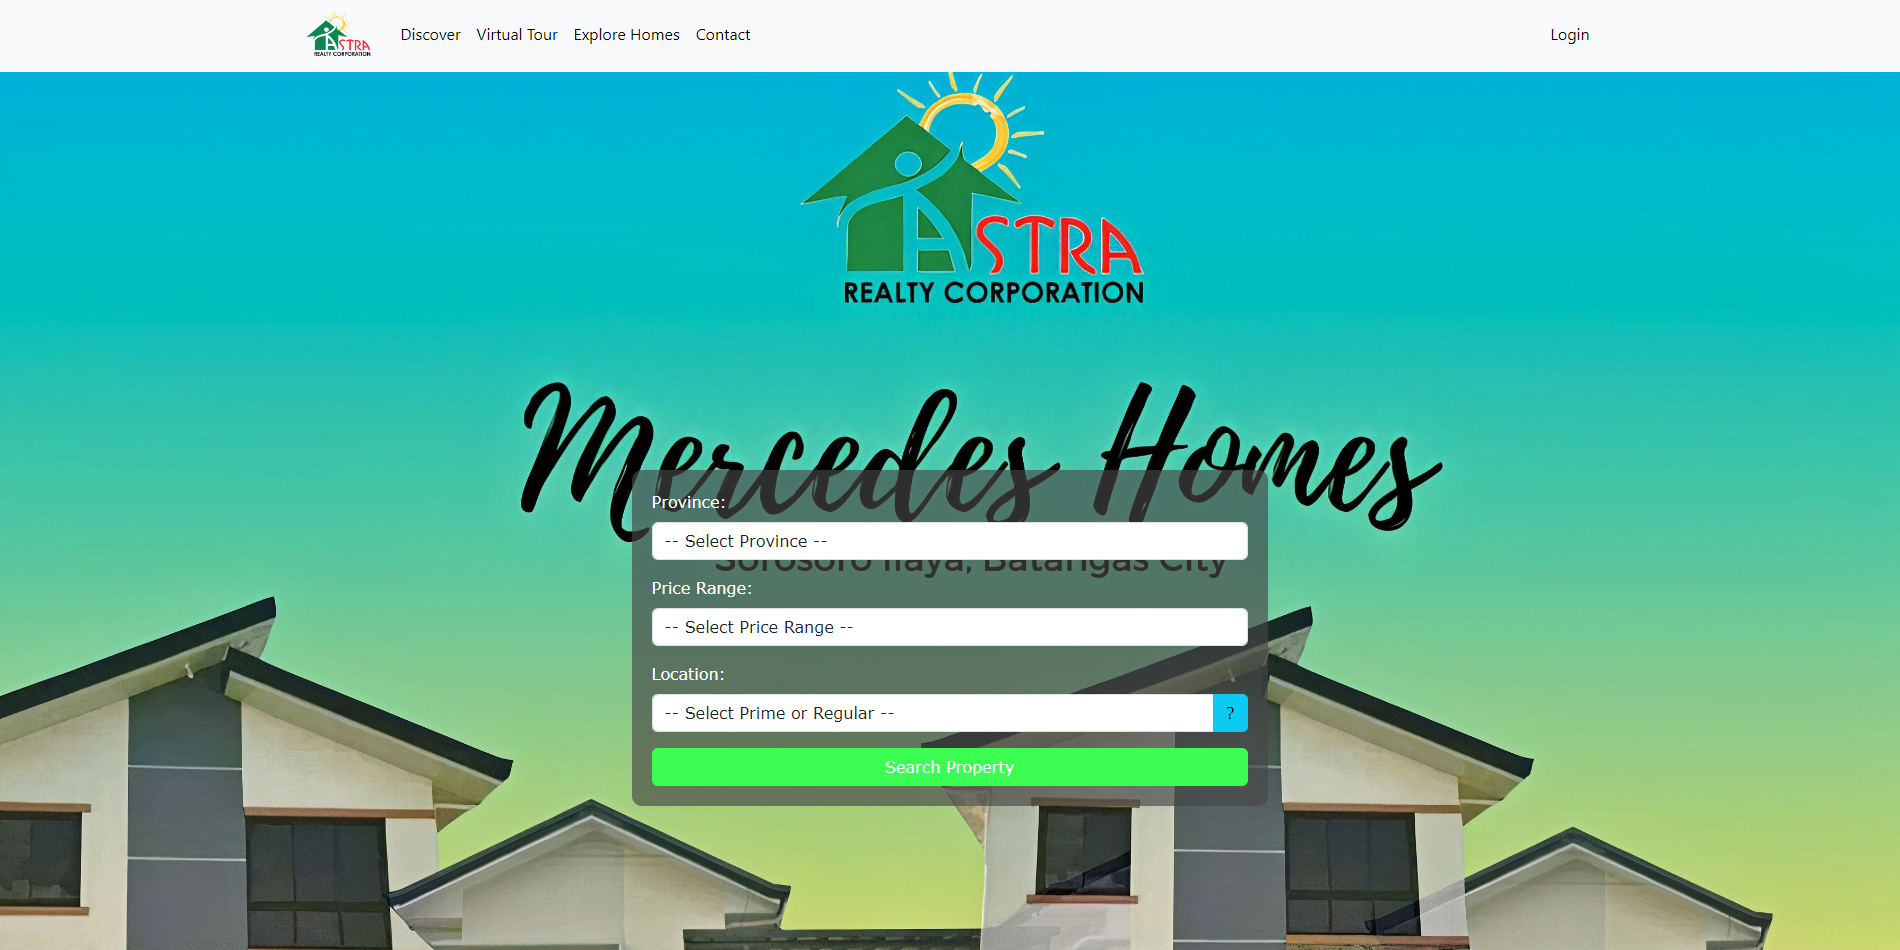 ASTRA
REALTY CORPORATION
Discover
Virtual Tour
Explore Homes
Contact
Login
ASTRA
REALTY CORPORATION
Mercedes Homes
Province:
-- Select Province --
Sorosoro Ilaya, Batangas City
Price Range:
-- Select Price Range --
Location:
-- Select Prime or Regular --
?
Search Property